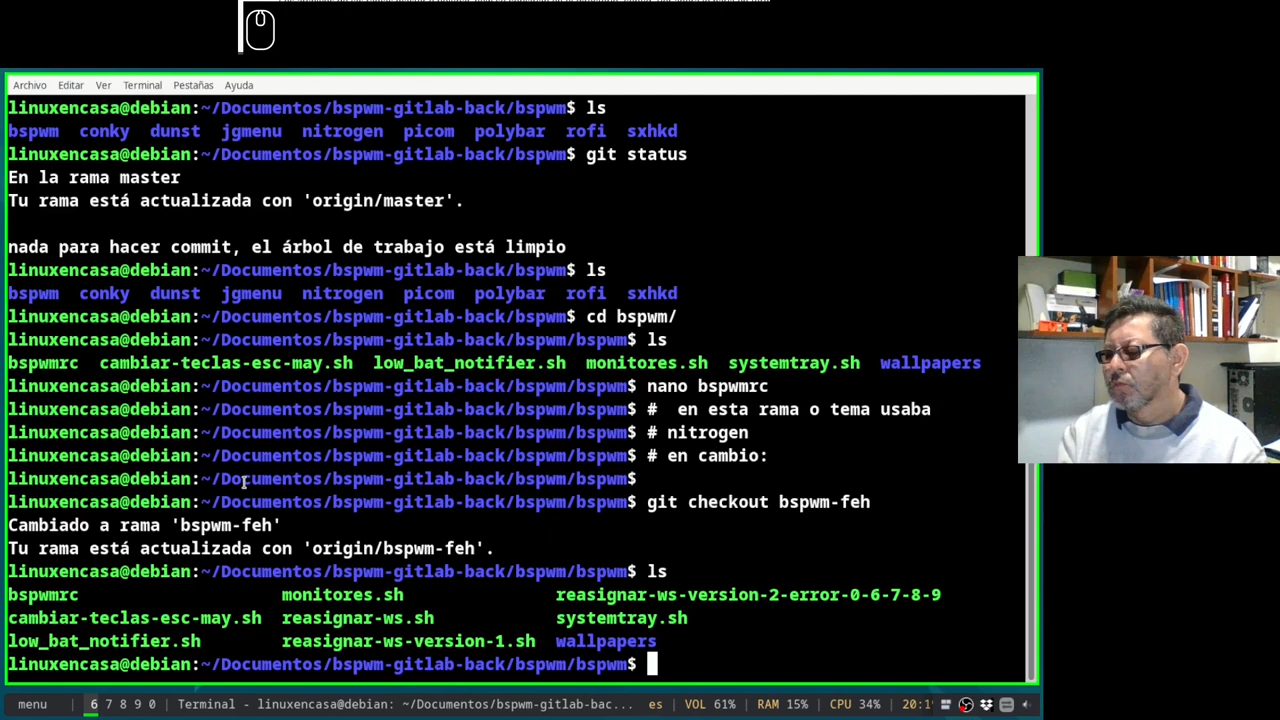 Archivo Editar Ver Terminal Pestañas Ayuda
linuxencasa@debian:~/Documentos/bspwm-gitlab-back/bspwm$ ls
bspwm conky dunst jgmenu nitrogen picom polybar rofi sxhkd
linuxencasa@debian:~/Documentos/bspwm-gitlab-back/bspwm$ git status
En la rama master
Tu rama está actualizada con 'origin/master'.
nada para hacer commit, el árbol de trabajo está limpio
linuxencasa@debian:~/Documentos/bspwm-gitlab-back/bspwm$ ls
bspwm conky dunst jgmenu nitrogen picom polybar rofi sxhkd
linuxencasa@debian:~/Documentos/bspwm-gitlab-back/bspwm$ cd bspwm/
linuxencasa@debian:~/Documentos/bspwm-gitlab-back/bspwm/bspwm$ ls
bspwmrc cambiar-teclas-esc-may.sh low_bat_notifier.sh monitores.sh systemtray.sh wallpapers
linuxencasa@debian:~/Documentos/bspwm-gitlab-back/bspwm/bspwm$ nano bspwmrc
linuxencasa@debian:~/Documentos/bspwm-gitlab-back/bspwm/bspwm$ # en esta rama o tema usaba
linuxencasa@debian:~/Documentos/bspwm-gitlab-back/bspwm/bspwm$ # nitrogen
linuxencasa@debian:~/Documentos/bspwm-gitlab-back/bspwm/bspwm$ # en cambio:
linuxencasa@debian:~/Documentos/bspwm-gitlab-back/bspwm/bspwm$
linuxencasa@debian:~/Documentos/bspwm-gitlab-back/bspwm/bspwm$ git checkout bspwm-feh
Cambiado a rama 'bspwm-feh'
Tu rama está actualizada con 'origin/bspwm-feh'.
linuxencasa@debian:~/Documentos/bspwm-gitlab-back/bspwm/bspwm$ ls
bspwmrc monitores.sh reasignar-ws-version-2-error-0-6-7-8-9
cambiar-teclas-esc-may.sh reasignar-ws.sh systemtray.sh
low_bat_notifier.sh reasignar-ws-version-1.sh wallpapers
linuxencasa@debian:~/Documentos/bspwm-gitlab-back/bspwm/bspwm$
menu | 6 7 8 9 0 | Terminal - linuxencasa@debian: ~/Documentos/bspwm-gitlab-bac... es | VOL 61% | RAM 15% | CPU 34% | 20:1